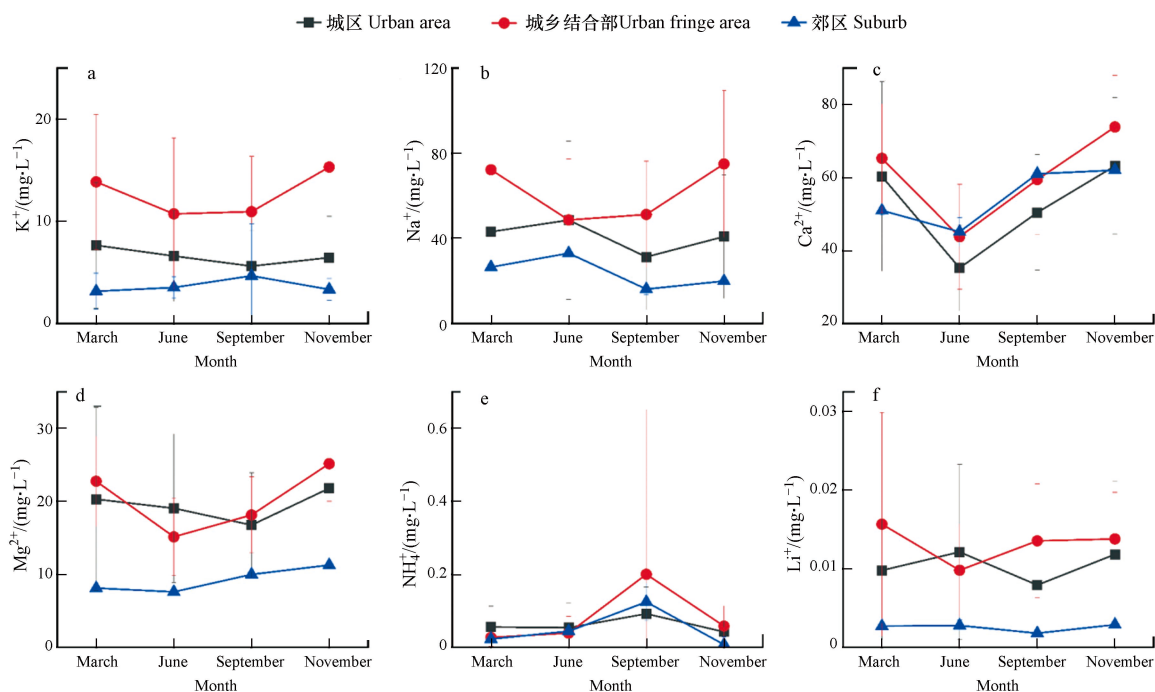 城区 Urban area 城乡结合部Urban fringe area 郊区 Suburb
a
K⁺/(mg·L⁻¹)
20
10
0
March June September November
Month
b
Na⁺/(mg·L⁻¹)
120
80
40
0
March June September November
Month
c
Ca²⁺/(mg·L⁻¹)
80
60
40
20
March June September November
Month
d
Mg²⁺/(mg·L⁻¹)
30
20
10
0
March June September November
Month
e
NH₄⁺/(mg·L⁻¹)
0.6
0.4
0.2
0
March June September November
Month
f
Li⁺/(mg·L⁻¹)
0.03
0.02
0.01
0
March June September November
Month